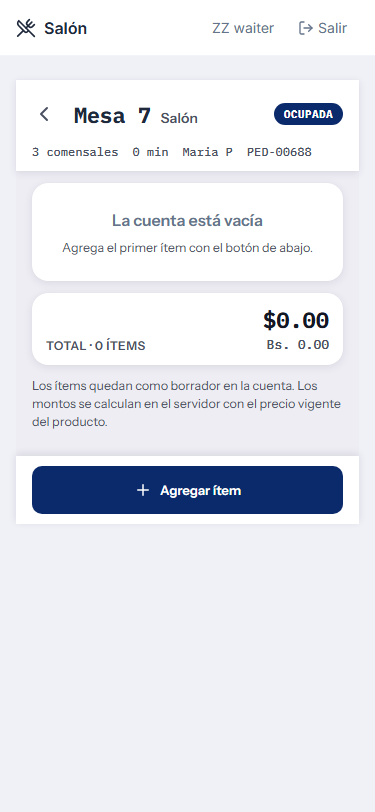 Salón
ZZ waiter
Salir
Mesa 7 Salón
OCUPADA
3 comensales 0 min Maria P PED-00688
La cuenta está vacía
Agrega el primer ítem con el botón de abajo.
$0.00
TOTAL · 0 ÍTEMS
Bs. 0.00
Los ítems quedan como borrador en la cuenta. Los
montos se calculan en el servidor con el precio vigente
del producto.
+ Agregar ítem